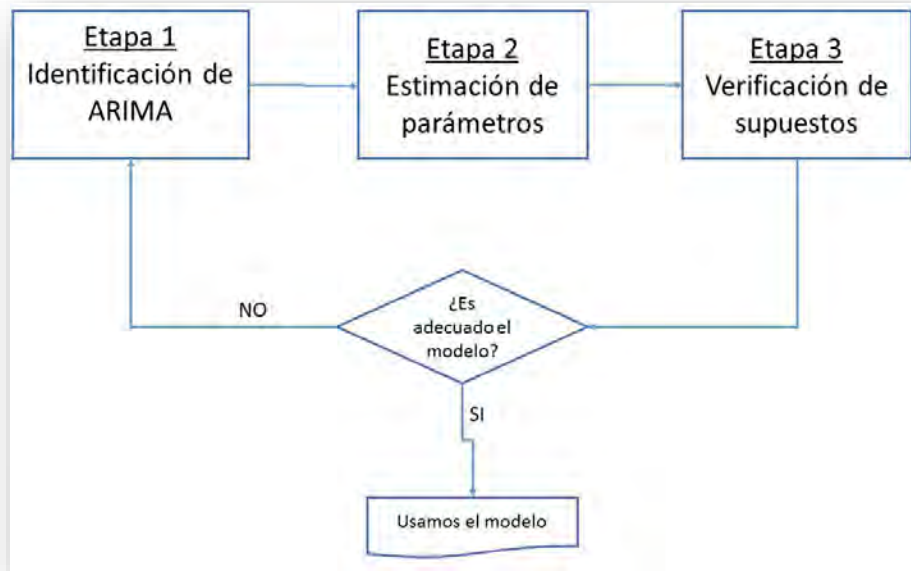 Etapa 1
Identificación de
ARIMA
Etapa 2
Estimación de
parámetros
Etapa 3
Verificación de
supuestos
¿Es
adecuado el
modelo?
NO
SI
Usamos el modelo